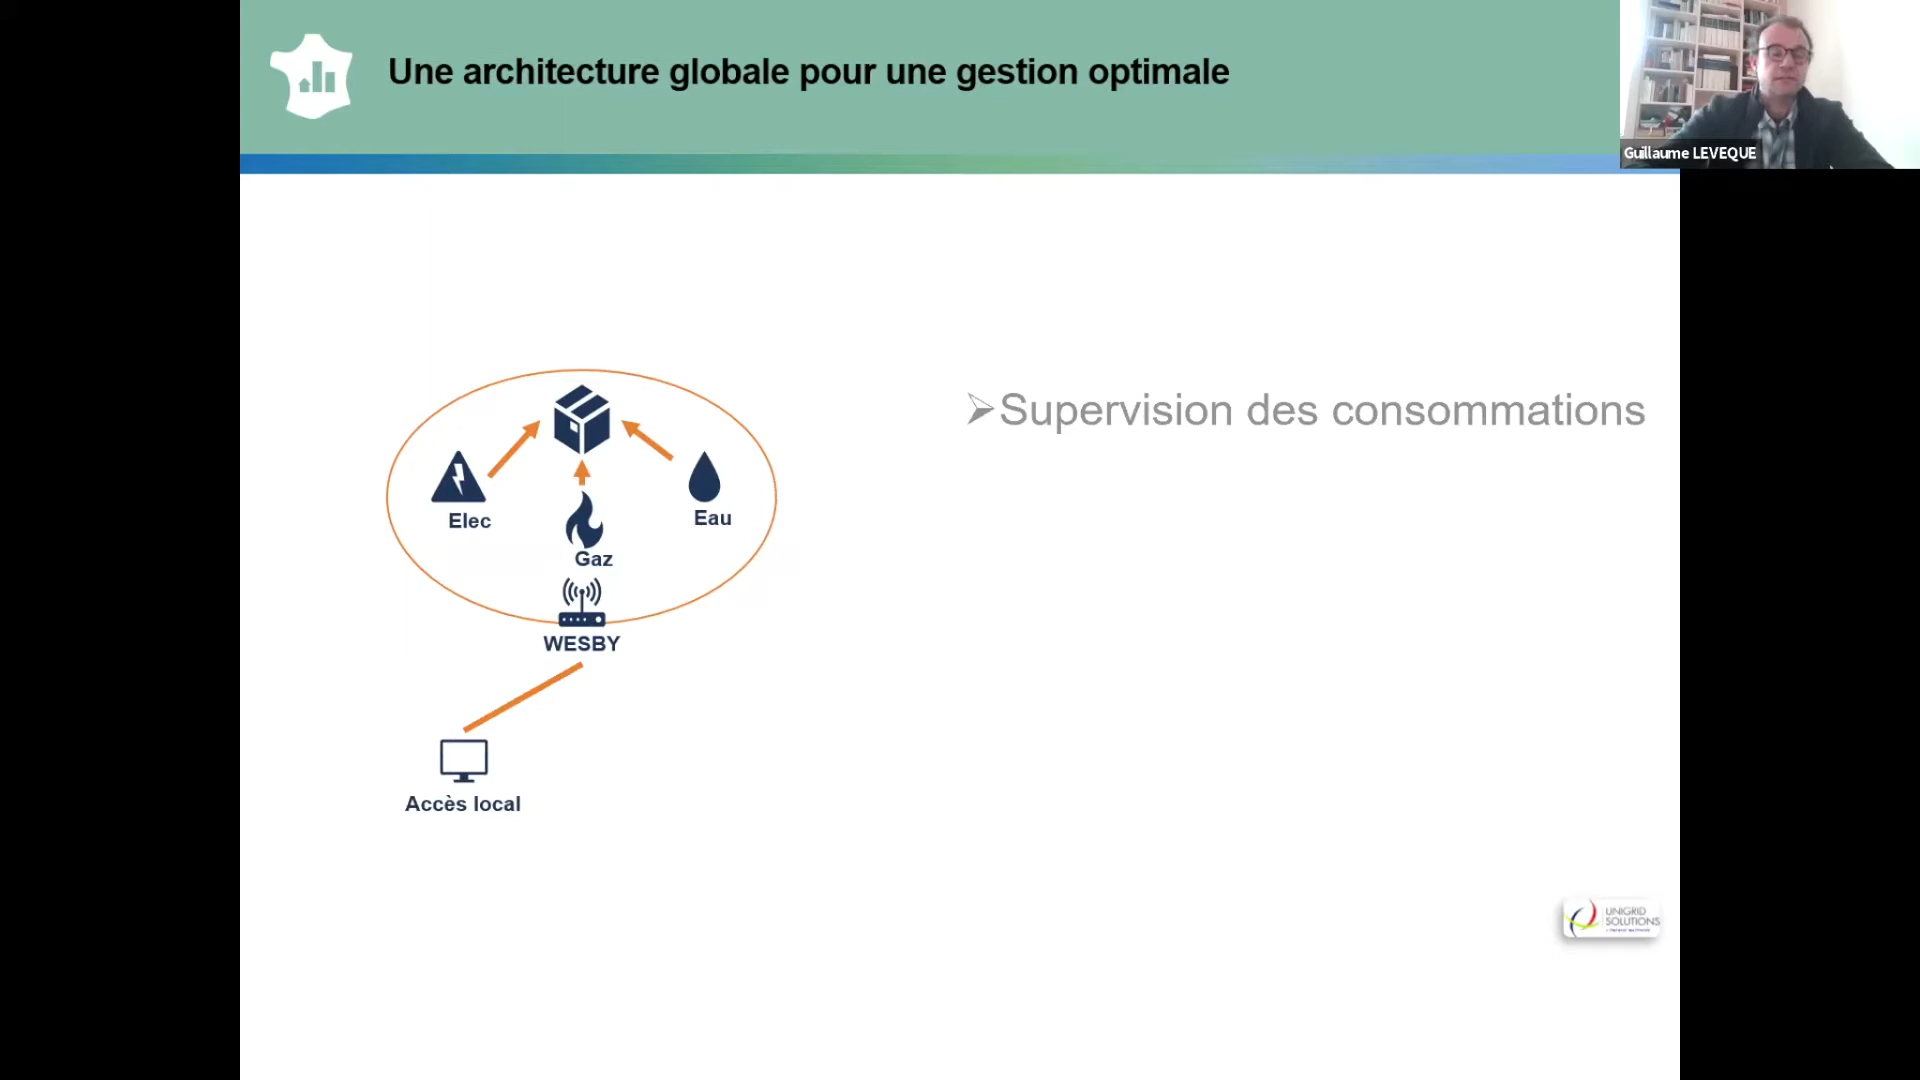 Une architecture globale pour une gestion optimale
Guillaume LEVEQUE
Supervision des consommations
Elec
Eau
Gaz
WESBY
Accès local
UNIGRID
SOLUTIONS